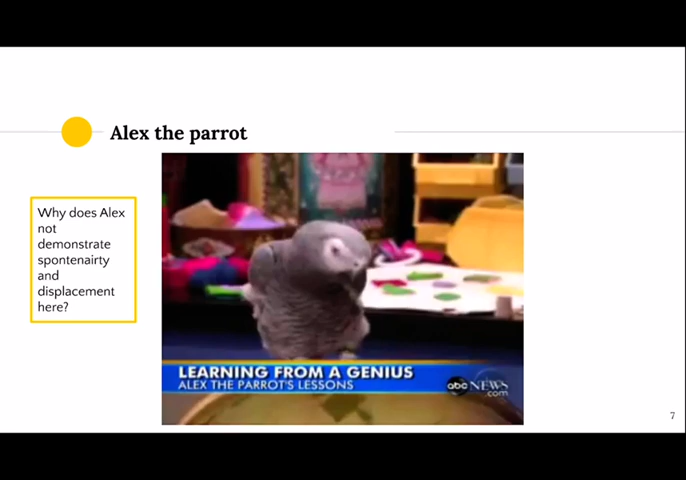 Alex the parrot
Why does Alex
not
demonstrate
spontenairty
and
displacement
here?
LEARNING FROM A GENIUS
ALEX THE PARROT'S LESSONS
abc NEWS
.com
7